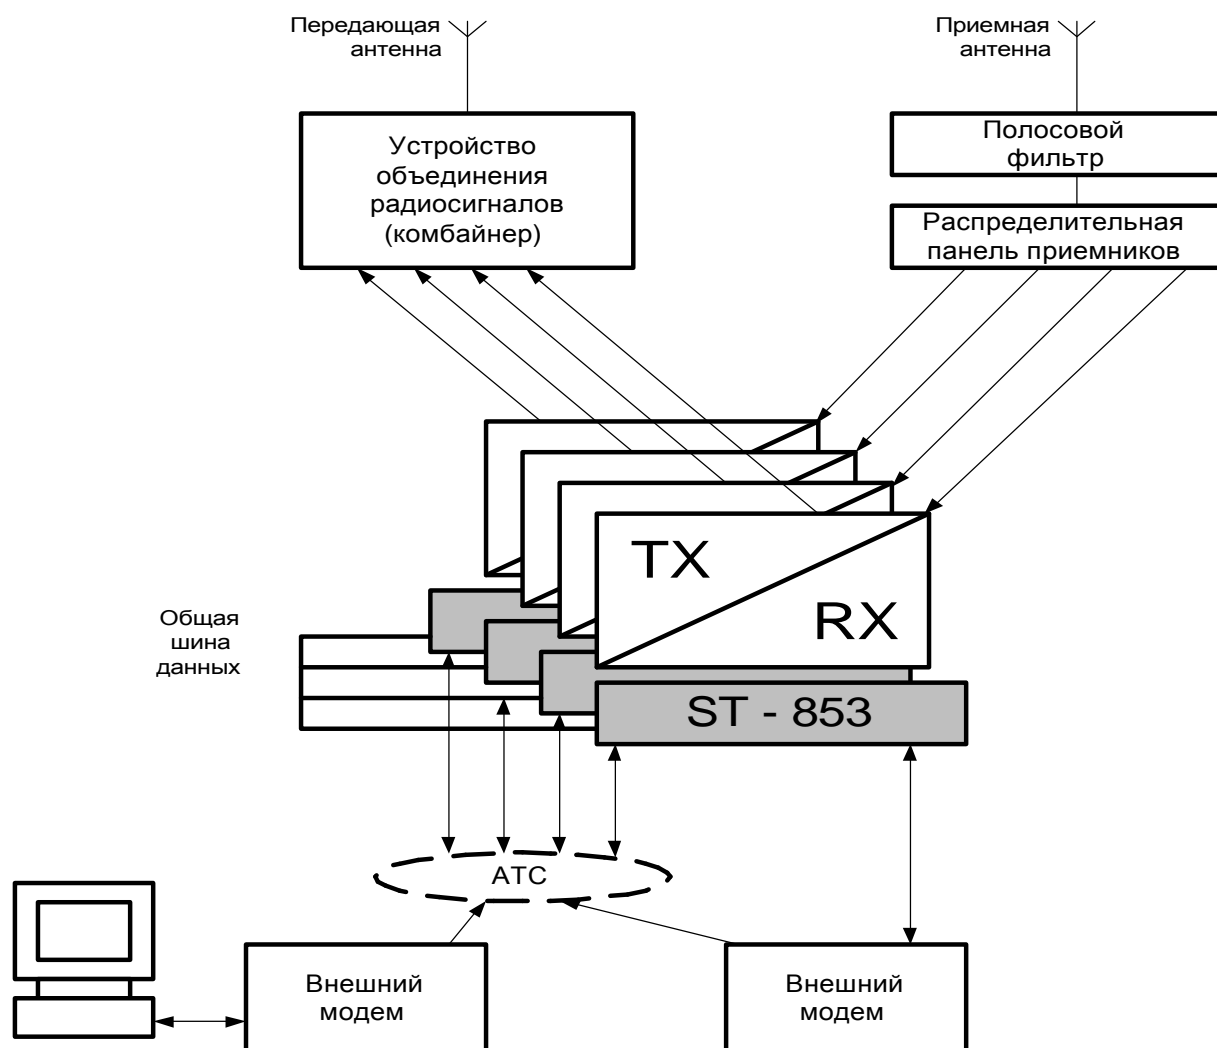 Передающая
антенна
Приемная
антенна
Устройство
объединения
радиосигналов
(комбайнер)
Полосовой
фильтр
Распределительная
панель приемников
TX
RX
Общая
шина
данных
ST - 853
АТС
Внешний
модем
Внешний
модем